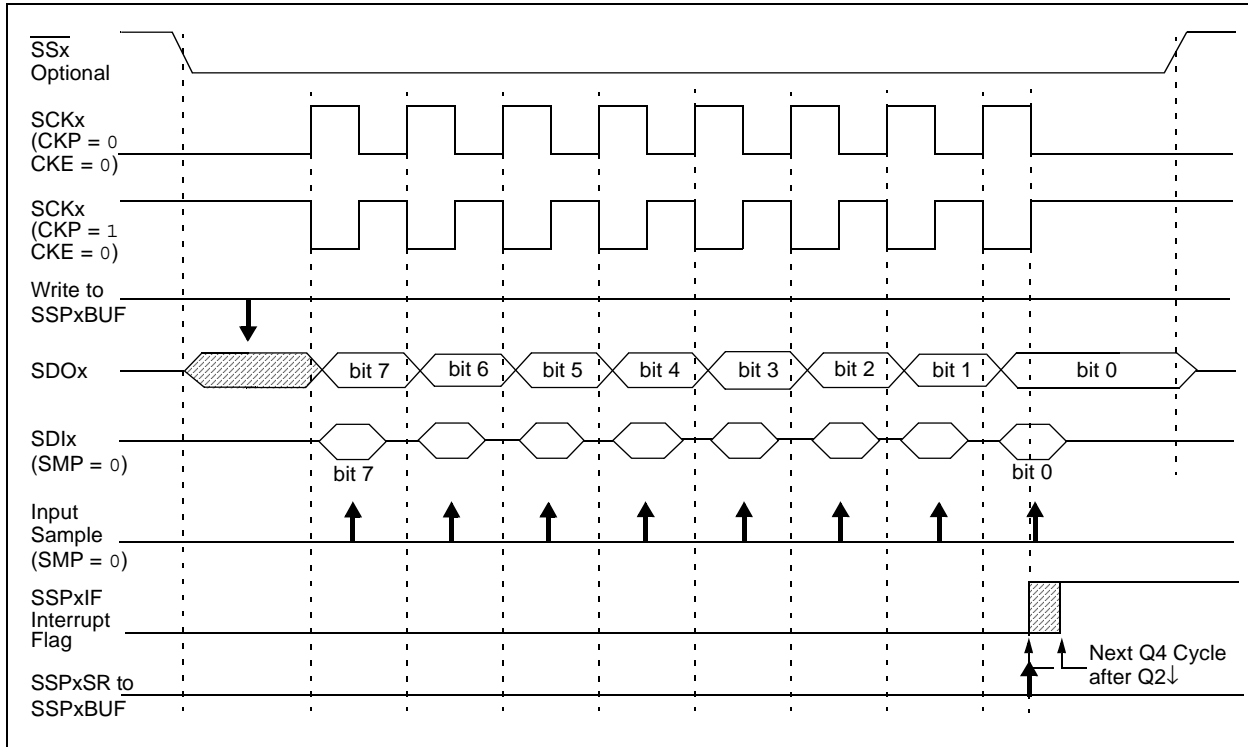 SSx
Optional
SCKx
(CKP = 0
CKE = 0)
SCKx
(CKP = 1
CKE = 0)
Write to
SSPxBUF
SDOx
bit 7
bit 6
bit 5
bit 4
bit 3
bit 2
bit 1
bit 0
SDIx
(SMP = 0)
bit 7
bit 0
Input
Sample
(SMP = 0)
SSPxIF
Interrupt
Flag
Next Q4 Cycle
after Q2↓
SSPxSR to
SSPxBUF